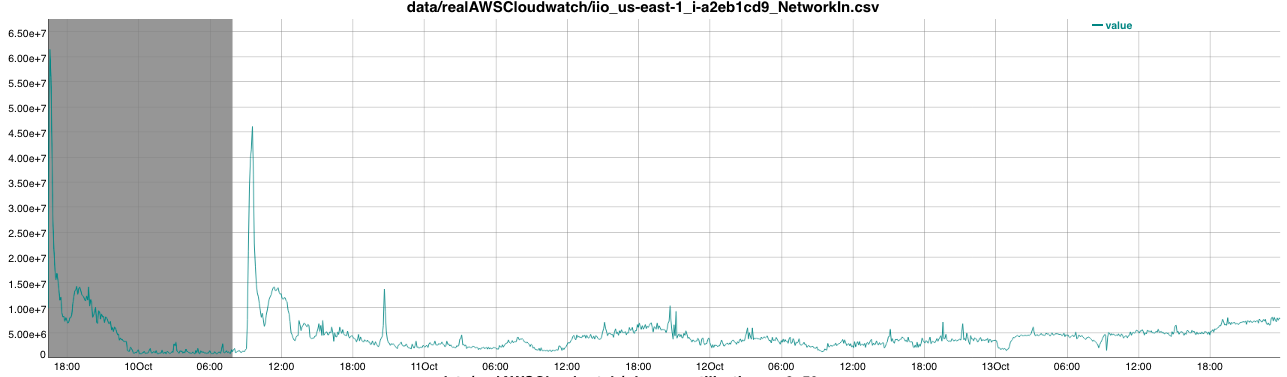 data/realAWSCloudwatch/iio_us-east-1_i-a2eb1cd9_NetworkIn.csv
value
6.50e+7
6.00e+7
5.50e+7
5.00e+7
4.50e+7
4.00e+7
3.50e+7
3.00e+7
2.50e+7
2.00e+7
1.50e+7
1.00e+7
5.00e+6
0
18:00 10Oct 06:00 12:00 18:00 11Oct 06:00 12:00 18:00 12Oct 06:00 12:00 18:00 13Oct 06:00 12:00 18:00